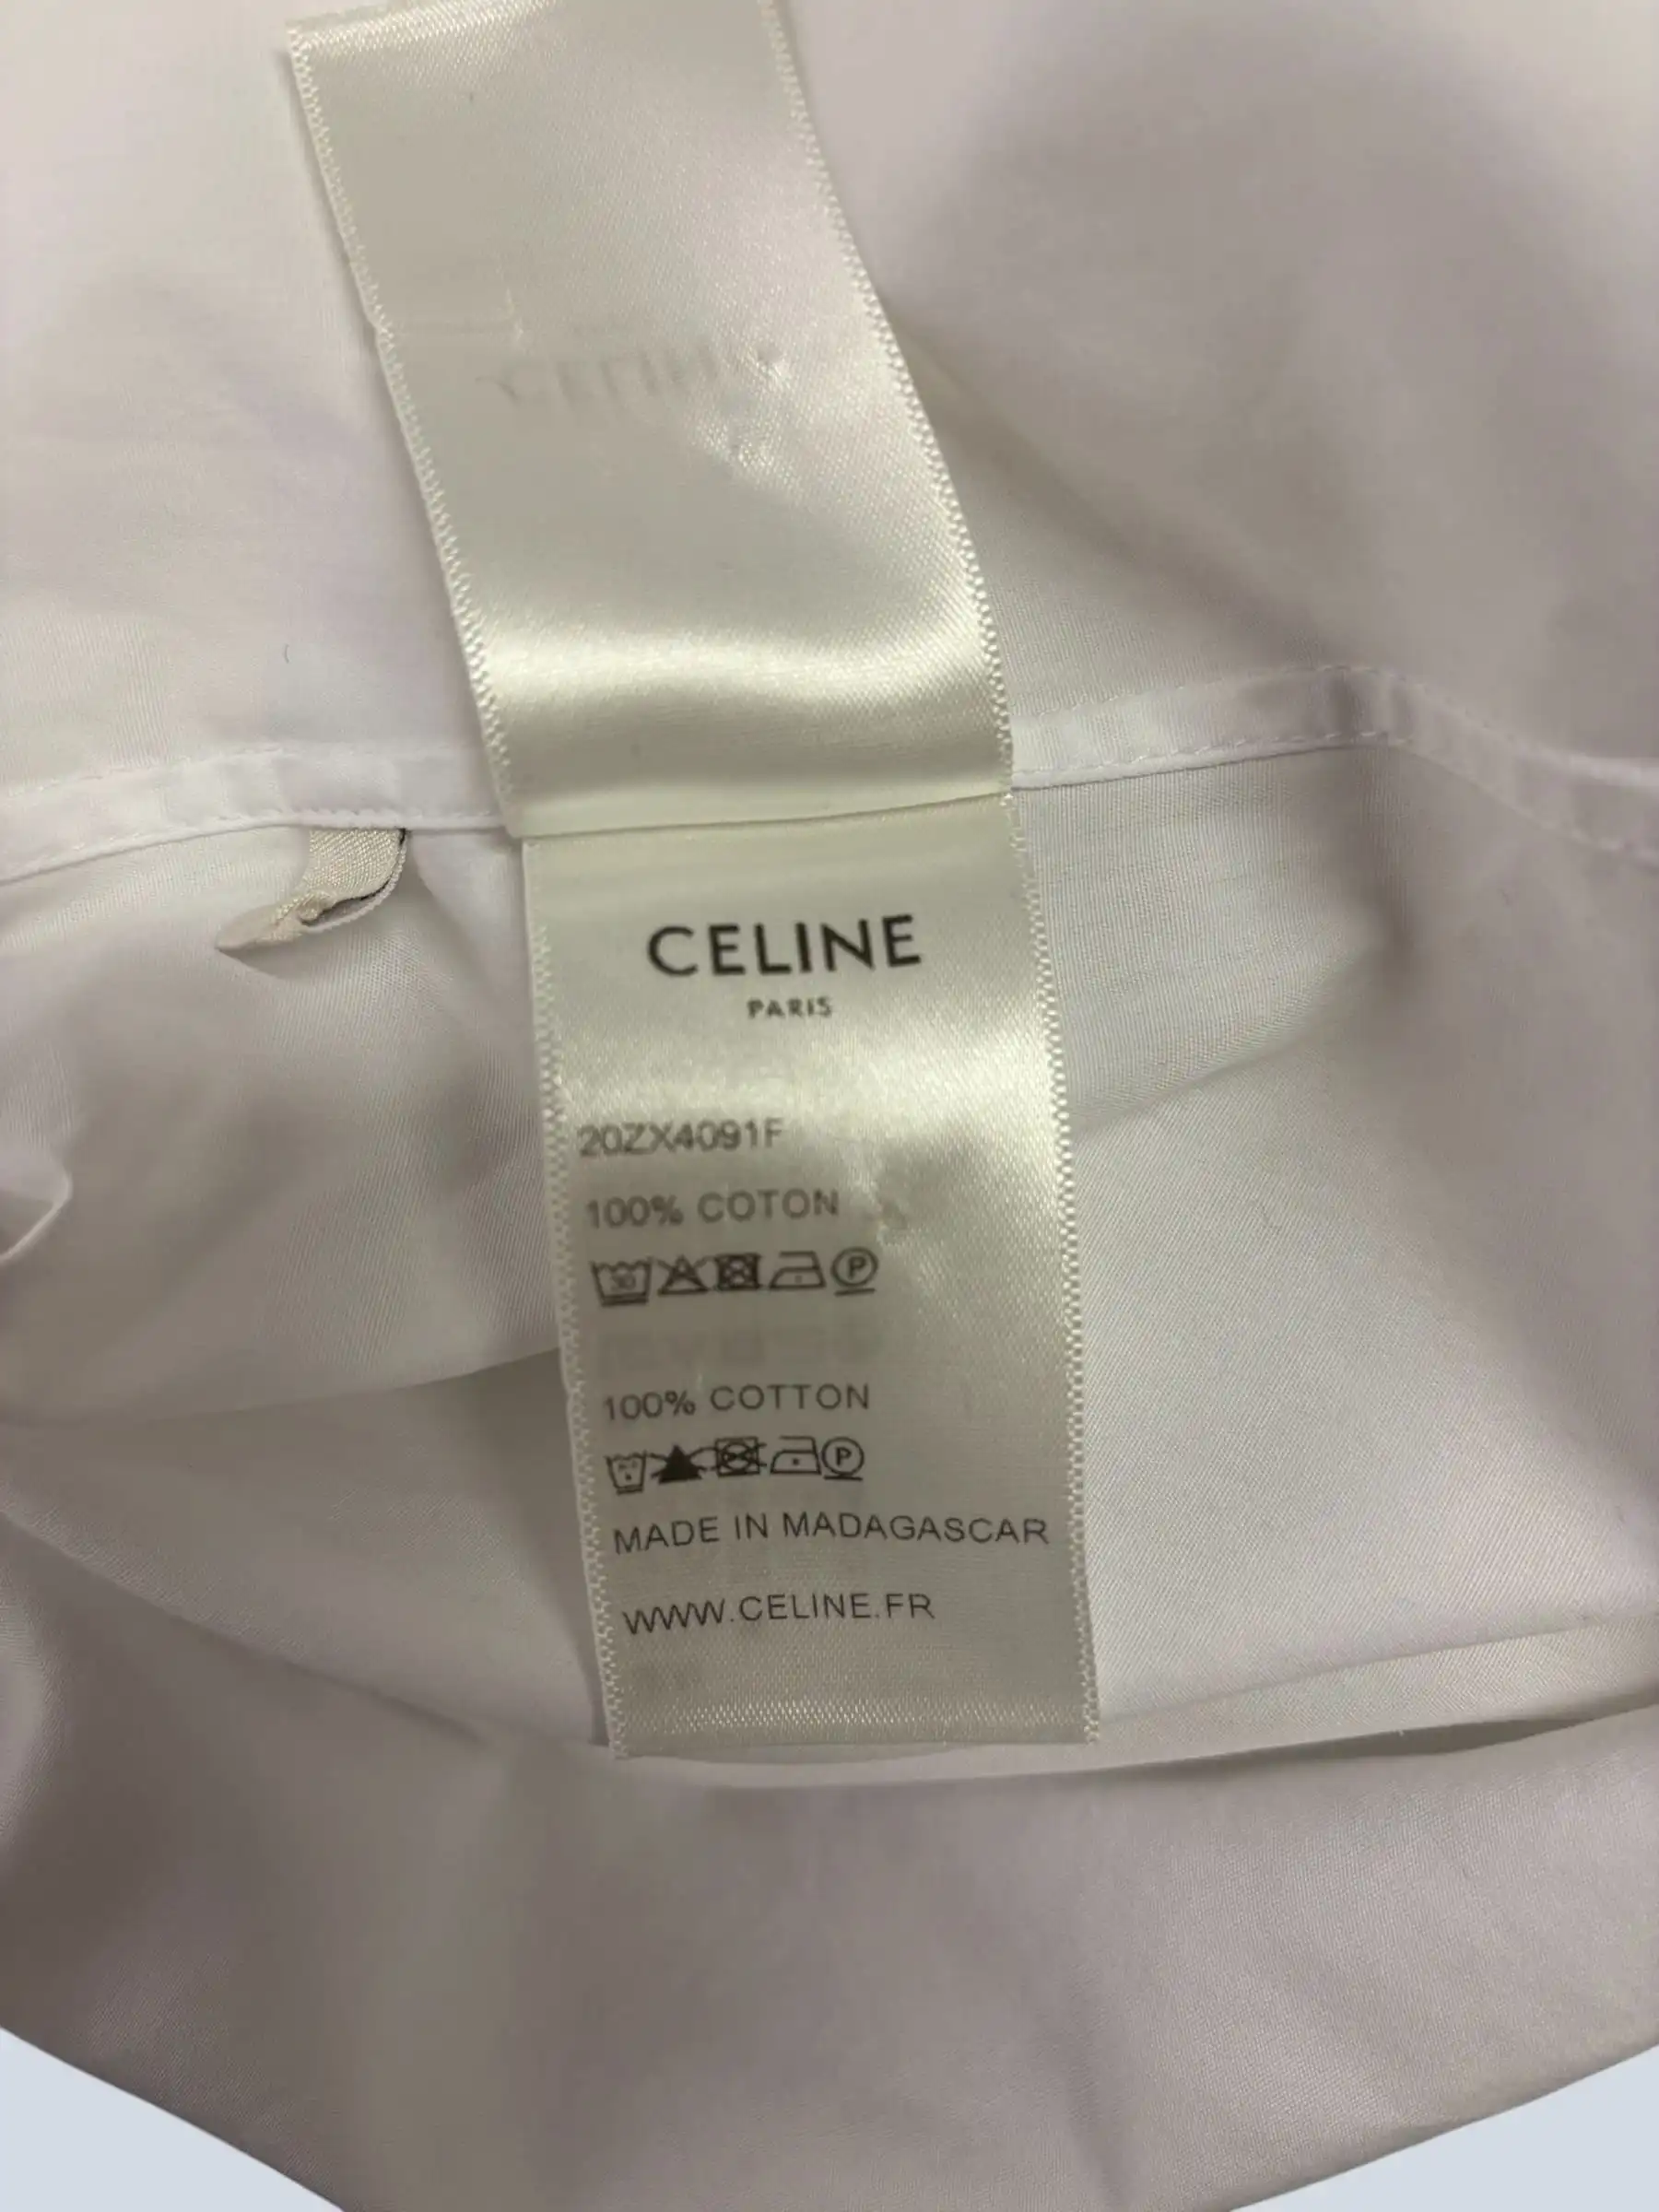 CELINE
PARIS
20ZX4091F
100% COTON
100% COTTON
MADE IN MADAGASCAR
WWW.CELINE.FR